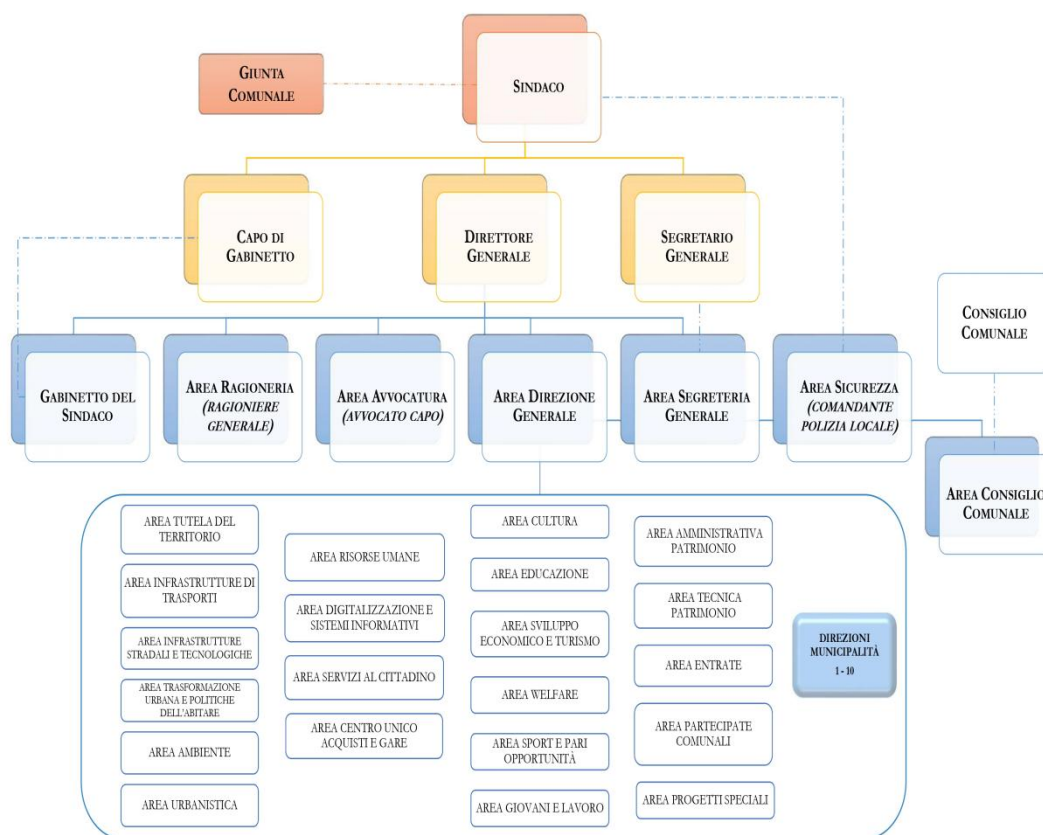 GIUNTA
COMUNALE
SINDACO
CAPO DI
GABINETTO
DIRETTORE
GENERALE
SEGRETARIO
GENERALE
CONSIGLIO
COMUNALE
GABINETTO DEL
SINDACO
AREA RAGIONERIA
(RAGIONIERE
GENERALE)
AREA AVVOCATURA
(AVVOCATO CAPO)
AREA DIREZIONE
GENERALE
AREA SEGRETERIA
GENERALE
AREA SICUREZZA
(COMANDANTE
POLIZIA LOCALE)
AREA CONSIGLIO
COMUNALE
AREA TUTELA DEL
TERRITORIO
AREA INFRASTRUTTURE DI
TRASPORTI
AREA INFRASTRUTTURE
STRADALI E TECNOLOGICHE
AREA TRASFORMAZIONE
URBANA E POLITICHE
DELL'ABITARE
AREA AMBIENTE
AREA URBANISTICA
AREA RISORSE UMANE
AREA DIGITALIZZAZIONE E
SISTEMI INFORMATIVI
AREA SERVIZI AL CITTADINO
AREA CENTRO UNICO
ACQUISTI E GARE
AREA CULTURA
AREA EDUCAZIONE
AREA SVILUPPO
ECONOMICO E TURISMO
AREA WELFARE
AREA SPORT E PARI
OPPORTUNITÀ
AREA GIOVANI E LAVORO
AREA AMMINISTRATIVA
PATRIMONIO
AREA TECNICA
PATRIMONIO
AREA ENTRATE
AREA PARTECIPATE
COMUNALI
AREA PROGETTI SPECIALI
DIREZIONI
MUNICIPALITÀ
1 - 10